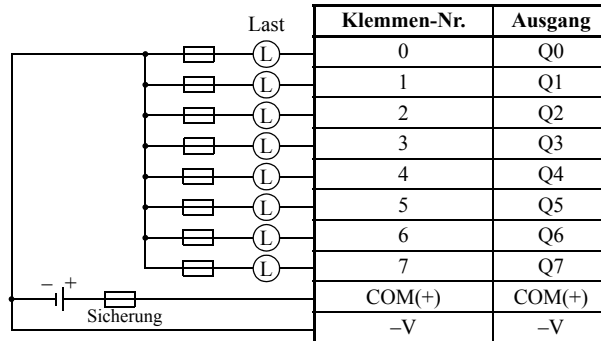 Last
Klemmen-Nr. Ausgang
L 0 Q0
L 1 Q1
L 2 Q2
L 3 Q3
L 4 Q4
L 5 Q5
L 6 Q6
L 7 Q7
– + COM(+) COM(+)
Sicherung
–V –V